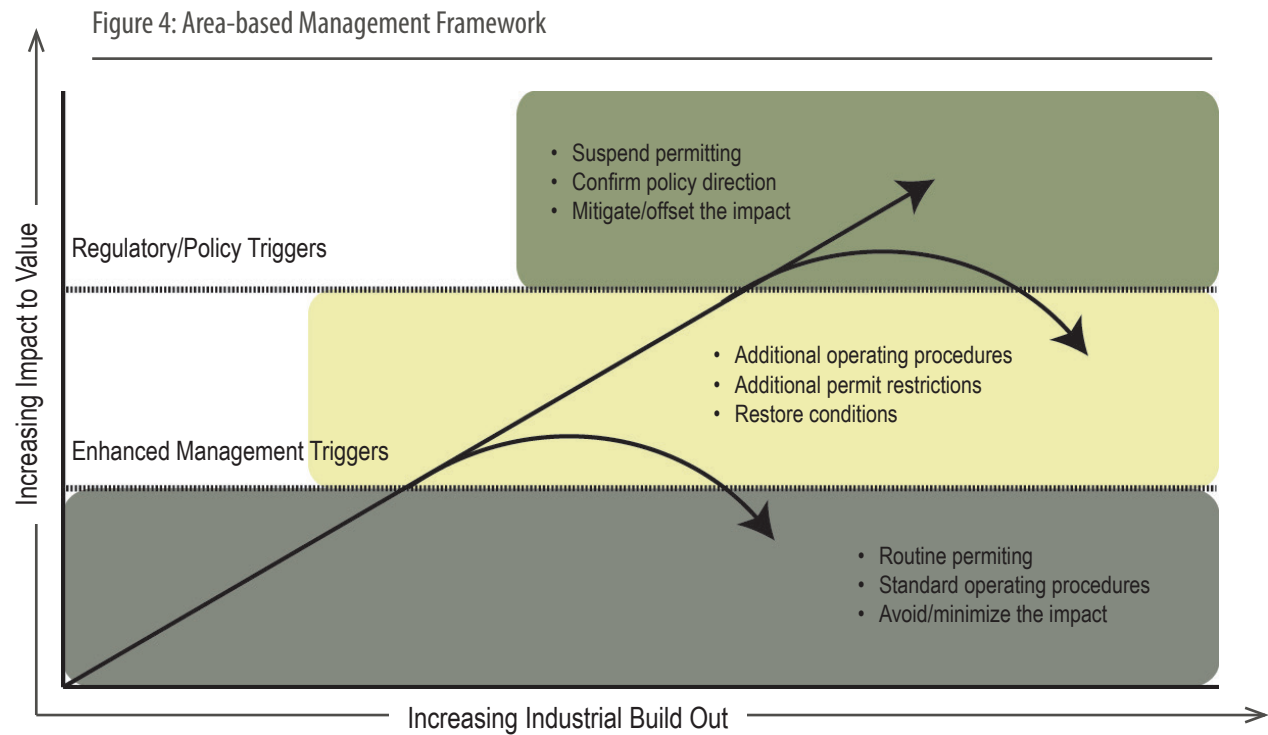 Figure 4: Area-based Management Framework
• Suspend permitting
• Confirm policy direction
• Mitigate/offset the impact
Regulatory/Policy Triggers
• Additional operating procedures
• Additional permit restrictions
• Restore conditions
Enhanced Management Triggers
• Routine permiting
• Standard operating procedures
• Avoid/minimize the impact
Increasing Impact to Value
Increasing Industrial Build Out